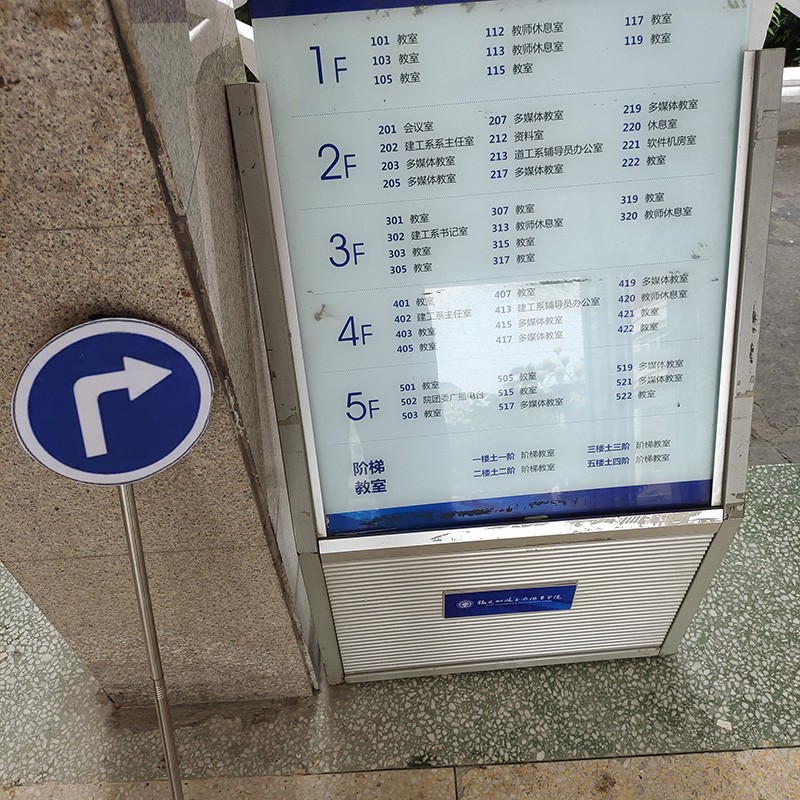 1F
101 教室
103 教室
105 教室
112 教师休息室
113 教师休息室
115 教室
117 教室
119 教室
2F
201 会议室
202 建工系系主任室
203 多媒体教室
205 多媒体教室
207 多媒体教室
212 资料室
213 道工系辅导员办公室
217 多媒体教室
219 多媒体教室
220 休息室
221 软件机房室
222 教室
3F
301 教室
302 建工系书记室
303 教室
305 教室
307 教室
313 教师休息室
315 教室
317 教室
319 教室
320 教师休息室
4F
401 教室
402 建工系主任室
403 教室
405 教室
407 教室
413 建工系辅导员办公室
415 多媒体教室
417 多媒体教室
419 多媒体教室
420 教师休息室
421 教室
422 教室
5F
501 教室
502 院团委广播电台
503 教室
505 教室
515 教室
517 多媒体教室
519 多媒体教室
521 多媒体教室
522 教室
阶梯
教室
一楼土一阶 阶梯教室
二楼土二阶 阶梯教室
三楼土三阶 阶梯教室
五楼土四阶 阶梯教室